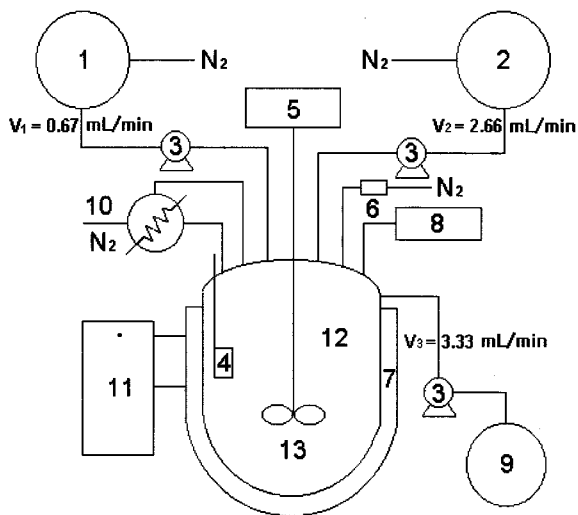 1
N₂
N₂
2
V₁ = 0.67 mL/min
5
V₂ = 2.66 mL/min
3
3
10
N₂
6
N₂
8
12
V₃ = 3.33 mL/min
11
4
7
3
13
9